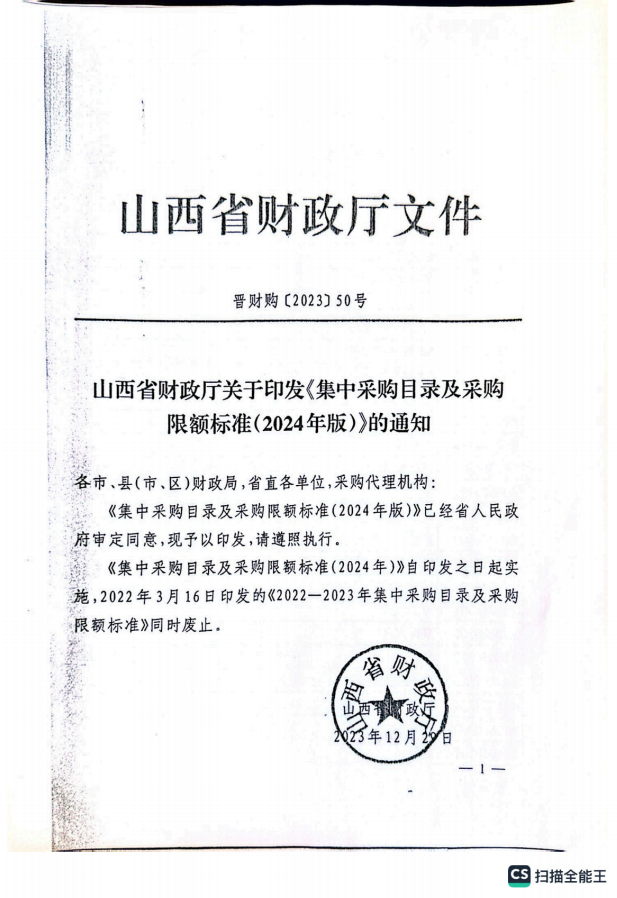 山西省财政厅文件
晋财购〔2023〕50号
山西省财政厅关于印发《集中采购目录及采购
限额标准(2024年版)》的通知
各市、县(市、区)财政局,省直各单位,采购代理机构:
《集中采购目录及采购限额标准(2024年版)》已经省人民政
府审定同意,现予以印发,请遵照执行。
《集中采购目录及采购限额标准(2024年)》自印发之日起实
施,2022年3月16日印发的《2022—2023年集中采购目录及采购
限额标准》同时废止。
山西省财政厅
山西省财政厅
2023年12月29日
— 1 —
CS 扫描全能王